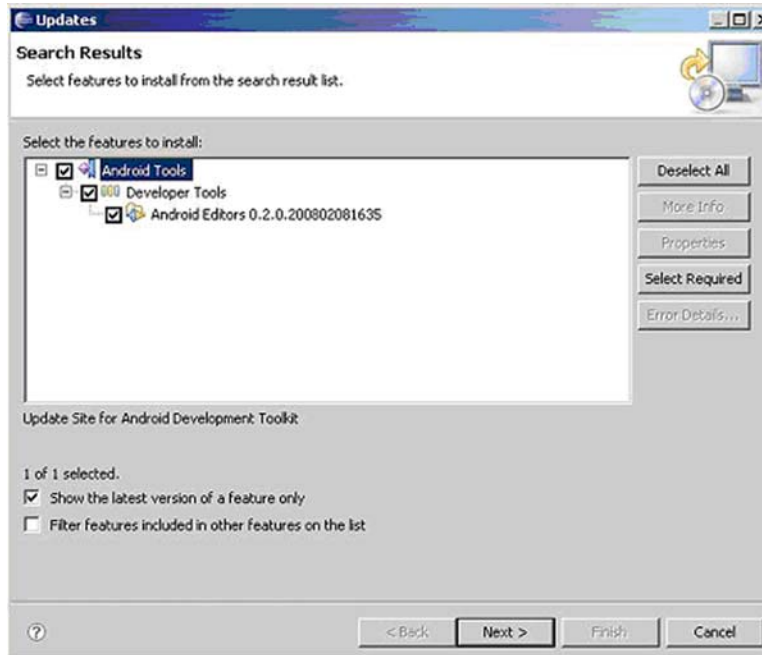 Updates
Search Results
Select features to install from the search result list.
Select the features to install:
Android Tools
Developer Tools
Android Editors 0.2.0.200802081635
Deselect All
More Info
Properties
Select Required
Error Details...
Update Site for Android Development Toolkit
1 of 1 selected.
Show the latest version of a feature only
Filter features included in other features on the list
?
< Back
Next >
Finish
Cancel